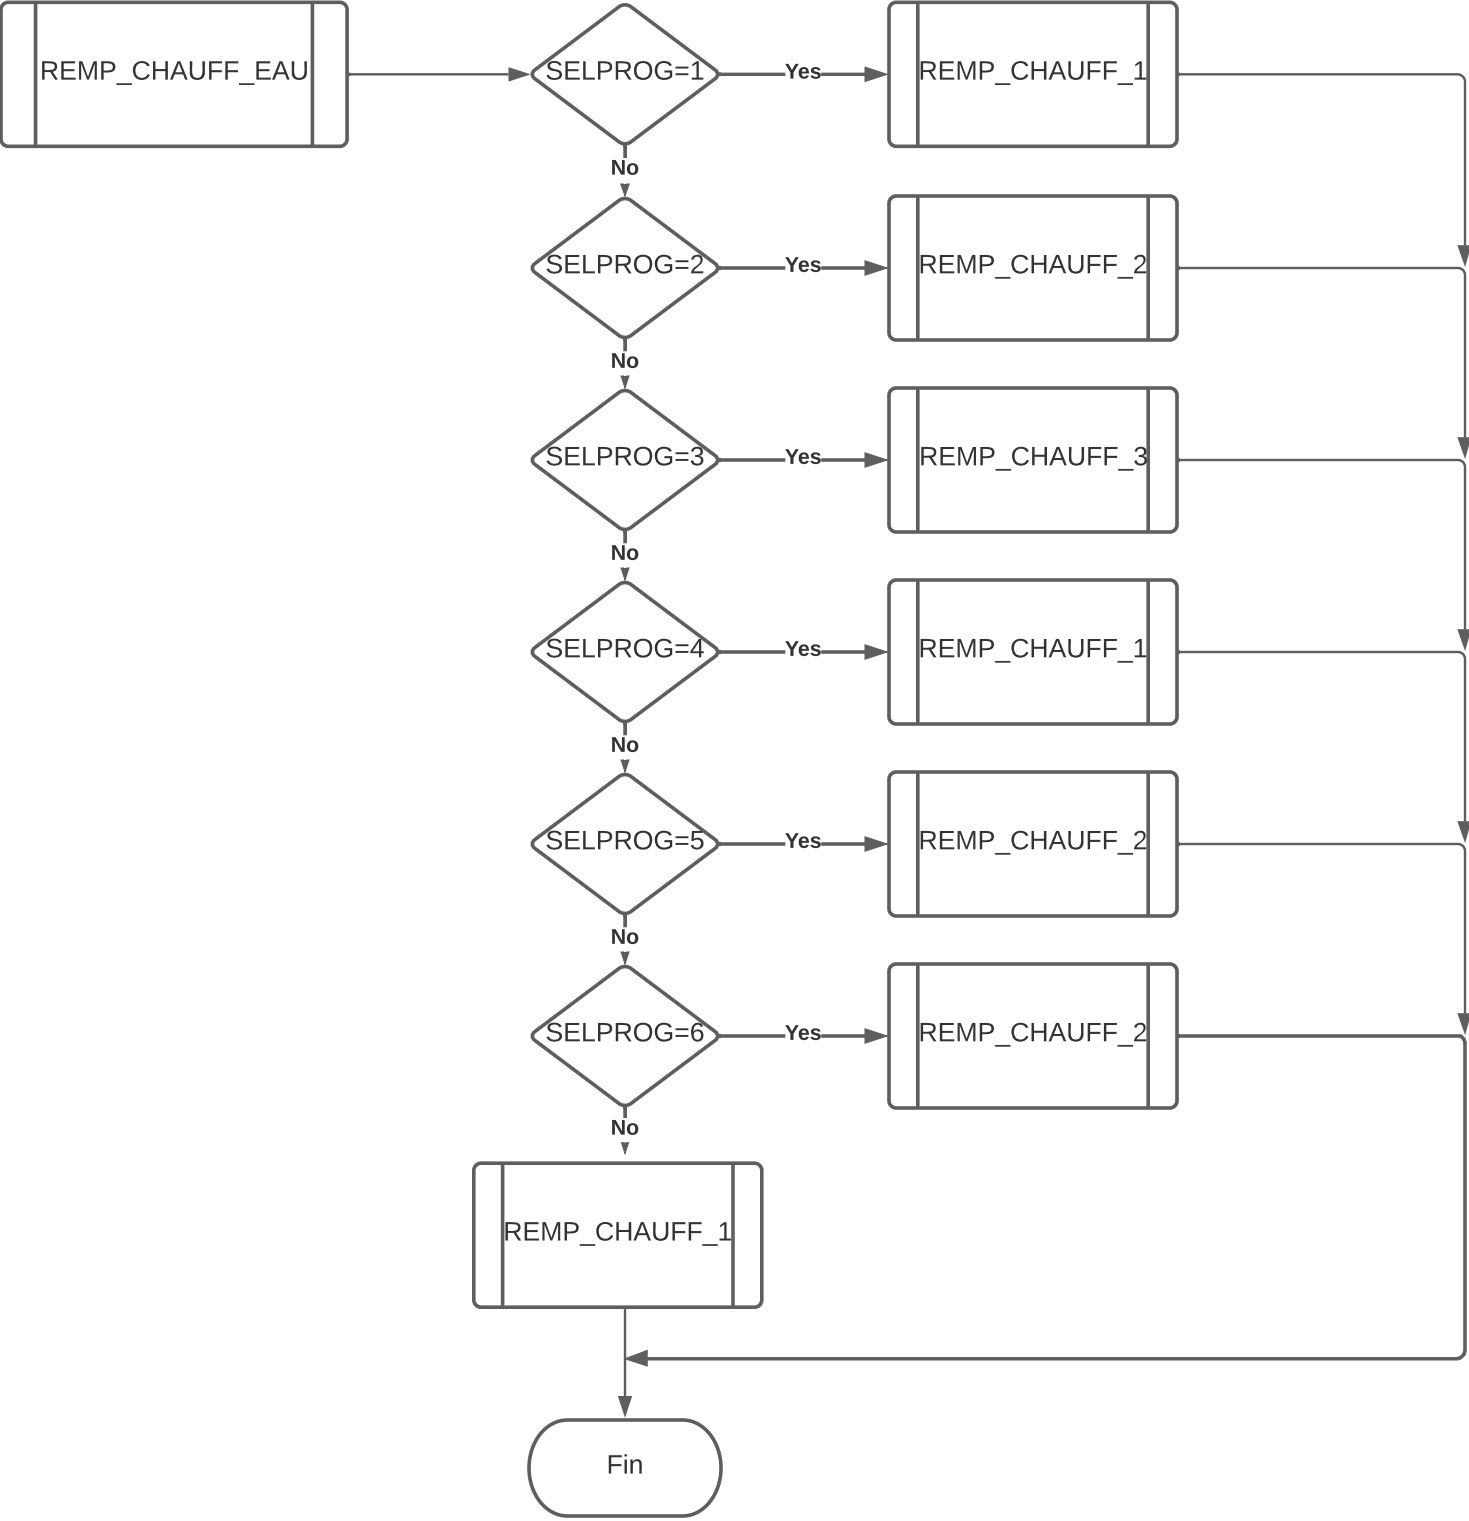 REMP_CHAUFF_EAU
SELPROG=1
Yes
REMP_CHAUFF_1
No
SELPROG=2
Yes
REMP_CHAUFF_2
No
SELPROG=3
Yes
REMP_CHAUFF_3
No
SELPROG=4
Yes
REMP_CHAUFF_1
No
SELPROG=5
Yes
REMP_CHAUFF_2
No
SELPROG=6
Yes
REMP_CHAUFF_2
No
REMP_CHAUFF_1
Fin